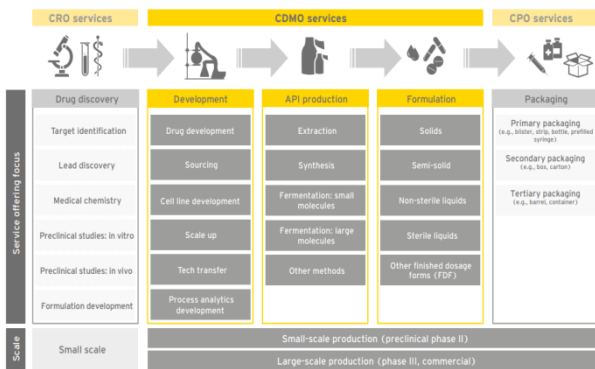 CRO services
CDMO services
CPO services
Service offering focus
Drug discovery
Target identification
Lead discovery
Medical chemistry
Preclinical studies: in vitro
Preclinical studies: in vivo
Formulation development
Development
Drug development
Sourcing
Cell line development
Scale up
Tech transfer
Process analytics
development
API production
Extraction
Synthesis
Fermentation: small
molecules
Fermentation: large
molecules
Other methods
Formulation
Solids
Semi-solid
Non-sterile liquids
Sterile liquids
Other finished dosage
forms (FDF)
Packaging
Primary packaging
(e.g., blister, strip, bottle, prefilled
syringe)
Secondary packaging
(e.g., box, carton)
Tertiary packaging
(e.g., barrel, container)
Scale
Small scale
Small-scale production (preclinical phase II)
Large-scale production (phase III, commercial)